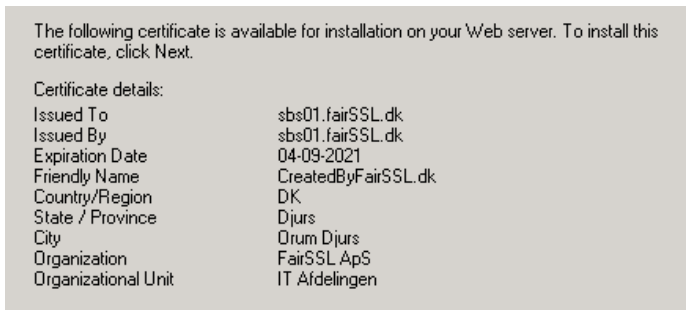 The following certificate is available for installation on your Web server. To install this
certificate, click Next.
Certificate details:
Issued To sbs01.fairSSL.dk
Issued By sbs01.fairSSL.dk
Expiration Date 04-09-2021
Friendly Name CreatedByFairSSL.dk
Country/Region DK
State / Province Djurs
City Orum Djurs
Organization FairSSL ApS
Organizational Unit IT Afdelingen